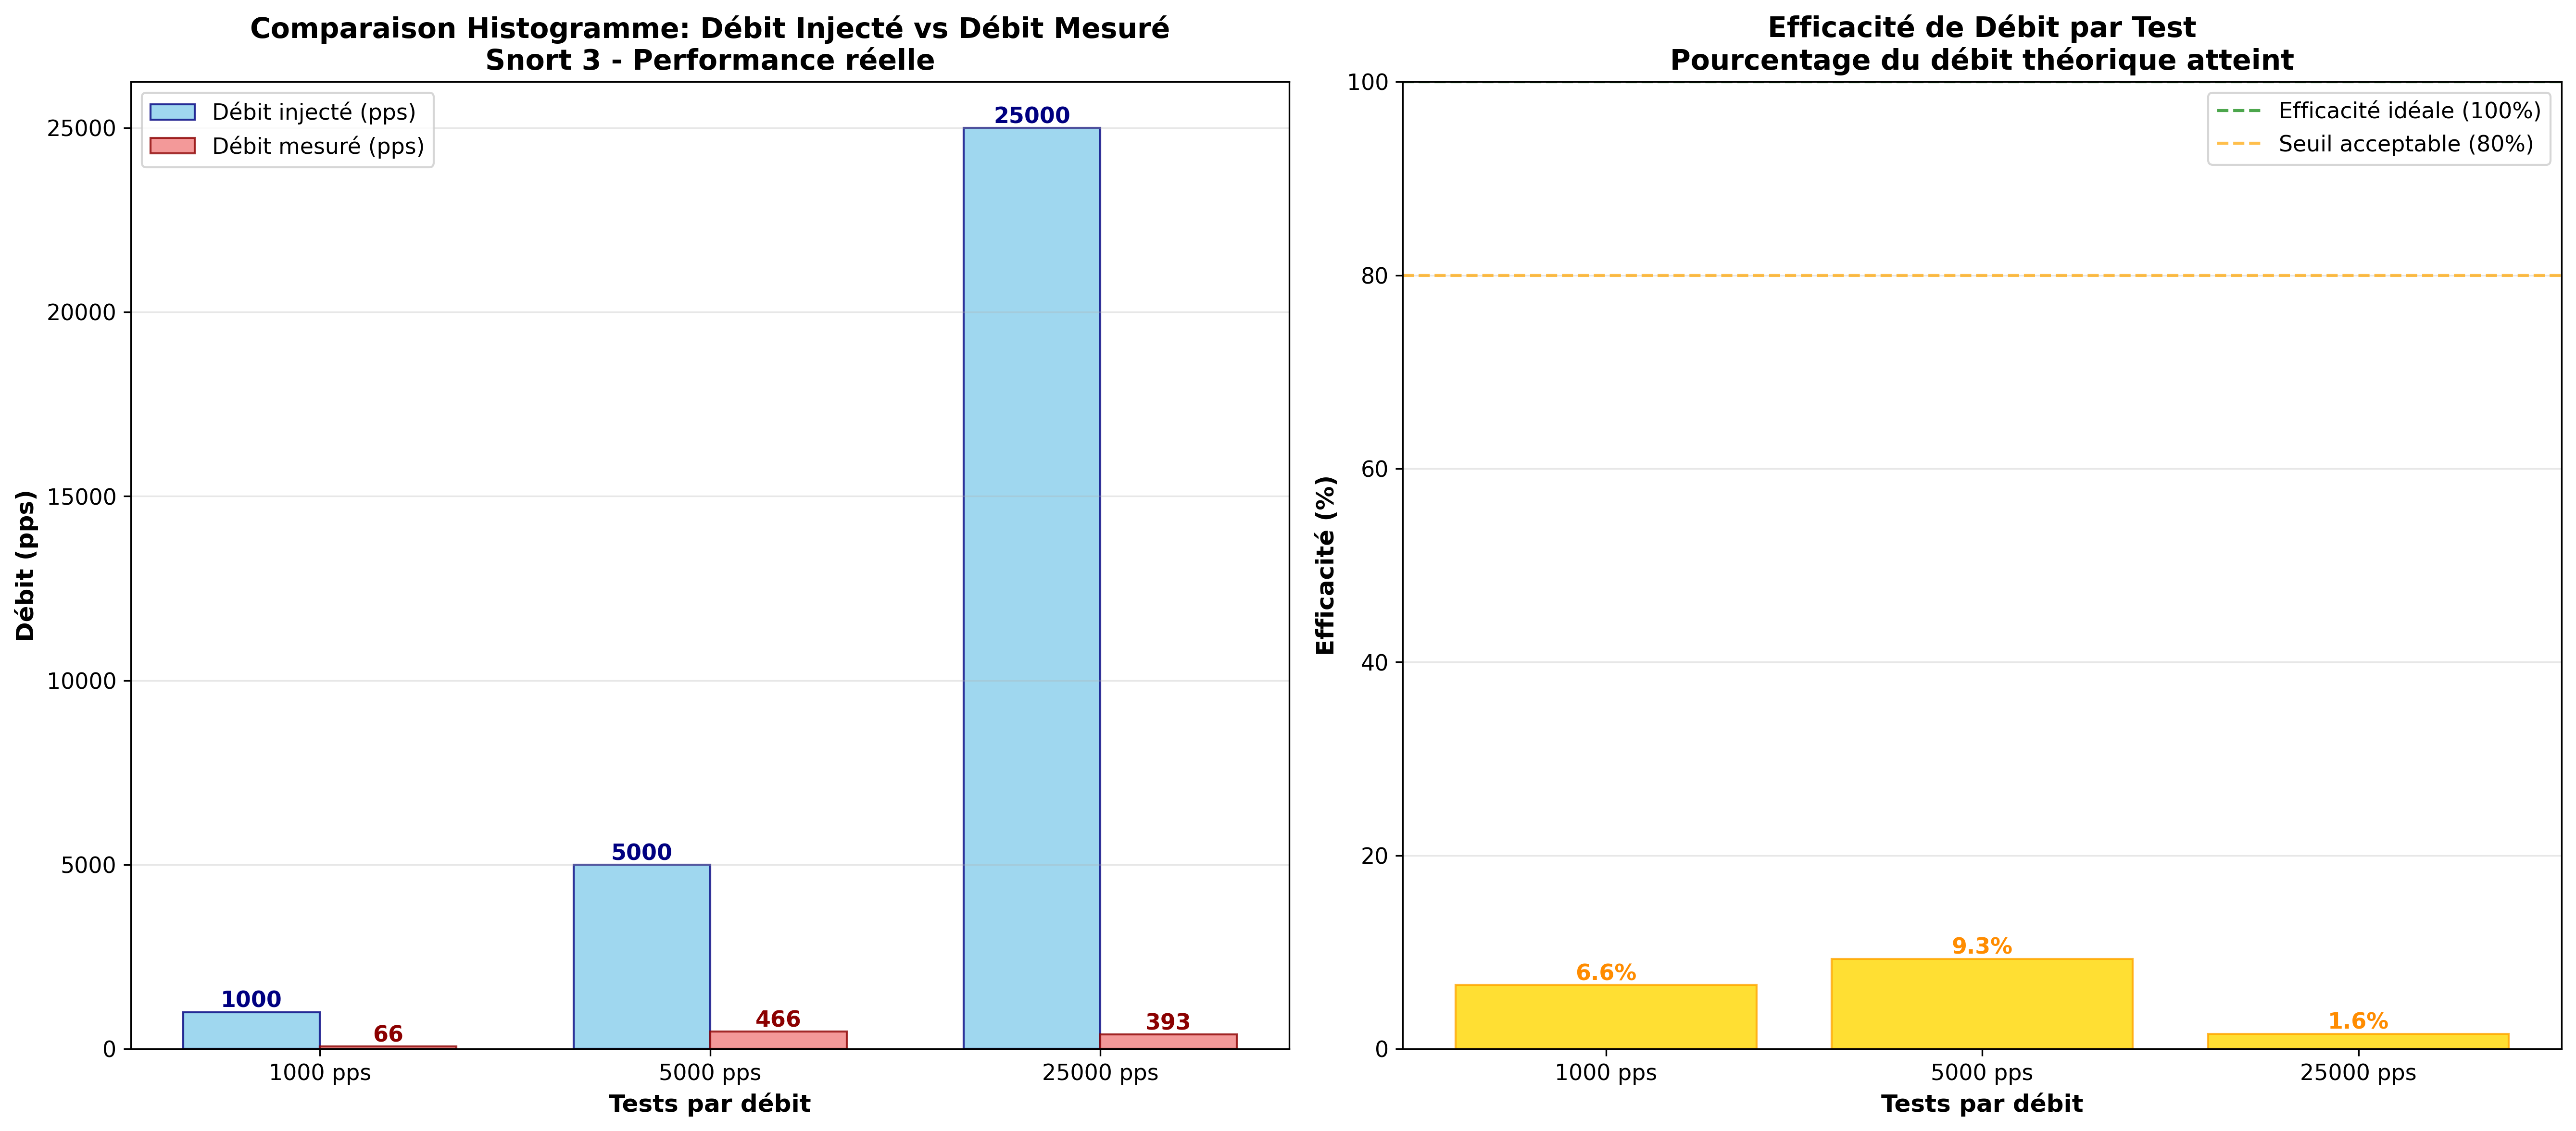 Comparaison Histogramme: Débit Injecté vs Débit Mesuré
Snort 3 - Performance réelle
Débit injecté (pps)
Débit mesuré (pps)
Débit (pps)
25000
20000
15000
10000
5000
0
1000
66
5000
466
25000
393
1000 pps
5000 pps
25000 pps
Tests par débit
Efficacité de Débit par Test
Pourcentage du débit théorique atteint
Efficacité idéale (100%)
Seuil acceptable (80%)
Efficacité (%)
100
80
60
40
20
0
6.6%
9.3%
1.6%
1000 pps
5000 pps
25000 pps
Tests par débit